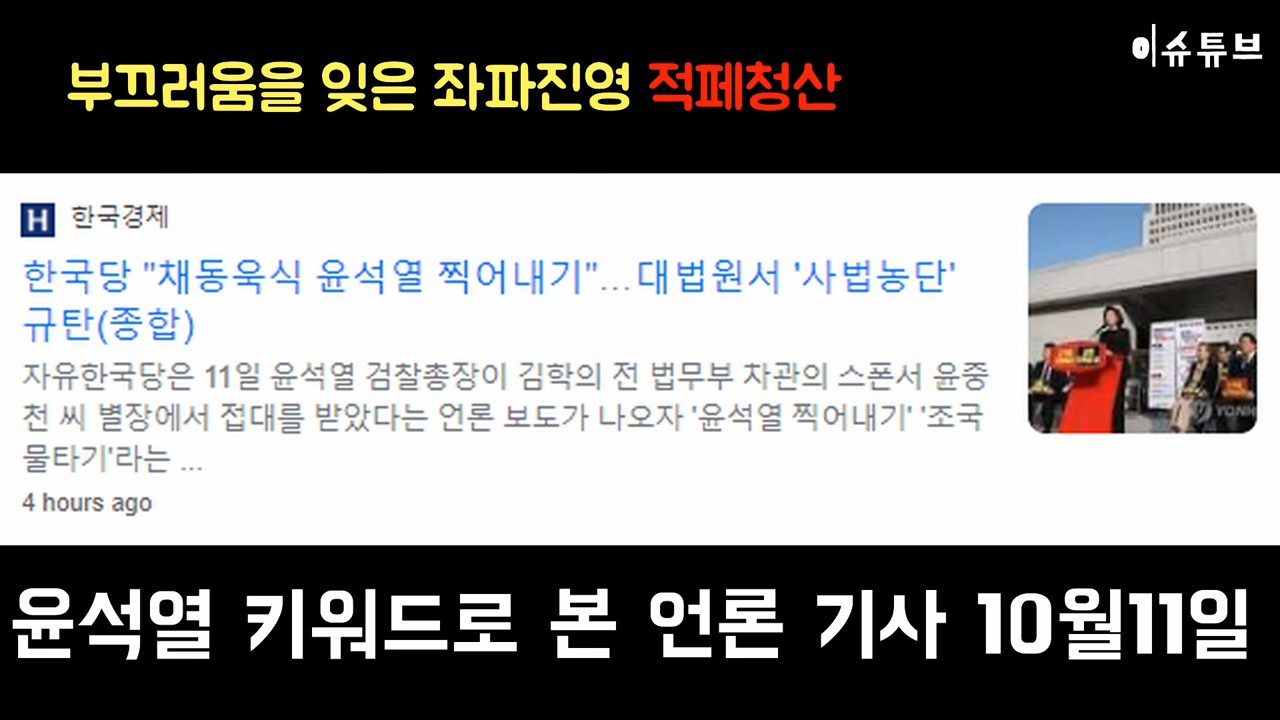 이슈튜브
부끄러움을 잊은 좌파진영 적폐청산
H 한국경제
한국당 "채동욱식 윤석열 찍어내기"...대법원서 '사법농단'
규탄(종합)
자유한국당은 11일 윤석열 검찰총장이 김학의 전 법무부 차관의 스폰서 윤중
천 씨 별장에서 접대를 받았다는 언론 보도가 나오자 '윤석열 찍어내기' '조국
물타기'라는 ...
4 hours ago
윤석열 키워드로 본 언론 기사 10월11일